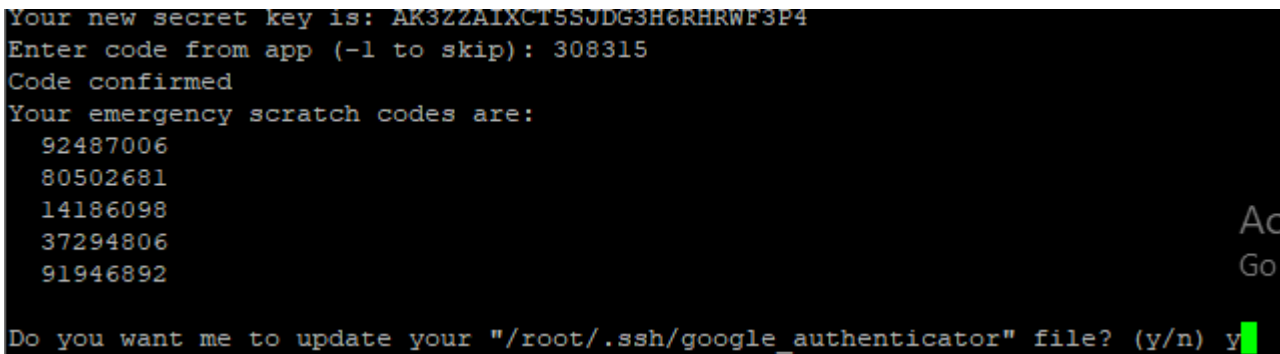 Your new secret key is: AK3ZZAIXCT5SJDG3H6RHRWF3P4
Enter code from app (-1 to skip): 308315
Code confirmed
Your emergency scratch codes are:
92487006
80502681
14186098
37294806
91946892
Ac
Go
Do you want me to update your "/root/.ssh/google_authenticator" file? (y/n) y